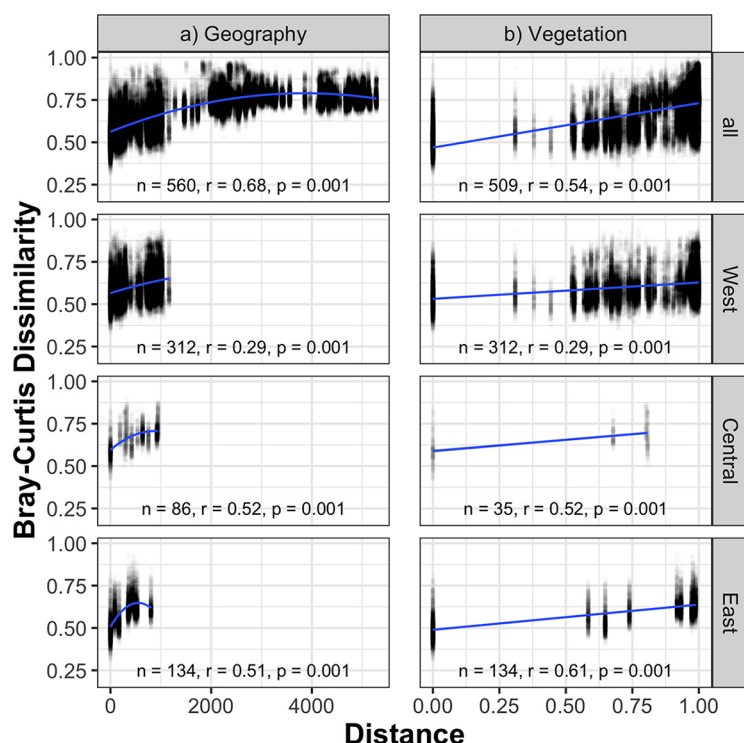 a) Geography
b) Vegetation
Bray-Curtis Dissimilarity
1.00
0.75
0.50
0.25
n = 560, r = 0.68, p = 0.001
n = 509, r = 0.54, p = 0.001
all
1.00
0.75
0.50
0.25
n = 312, r = 0.29, p = 0.001
n = 312, r = 0.29, p = 0.001
West
1.00
0.75
0.50
0.25
n = 86, r = 0.52, p = 0.001
n = 35, r = 0.52, p = 0.001
Central
1.00
0.75
0.50
0.25
n = 134, r = 0.51, p = 0.001
n = 134, r = 0.61, p = 0.001
East
0 2000 4000
0.00 0.25 0.50 0.75 1.00
Distance